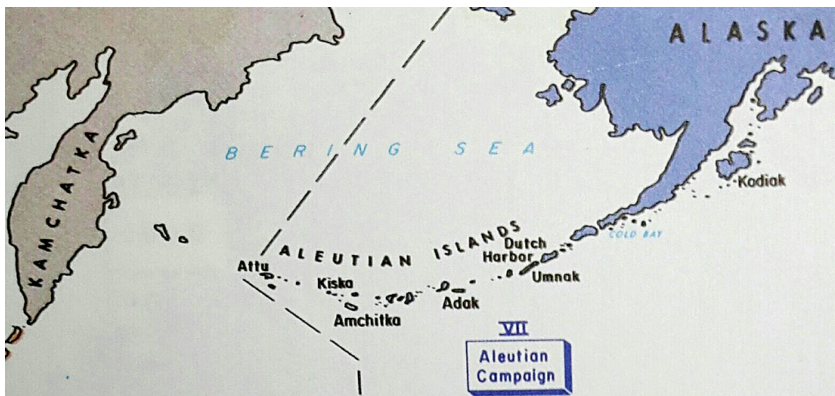 ALASKA
BERING SEA
KAMCHATKA
Kodiak
ALEUTIAN ISLANDS
COLD BAY
Dutch
Harbor
Attu
Umnak
Kiska
Adak
Amchitka
VII
Aleutian
Campaign